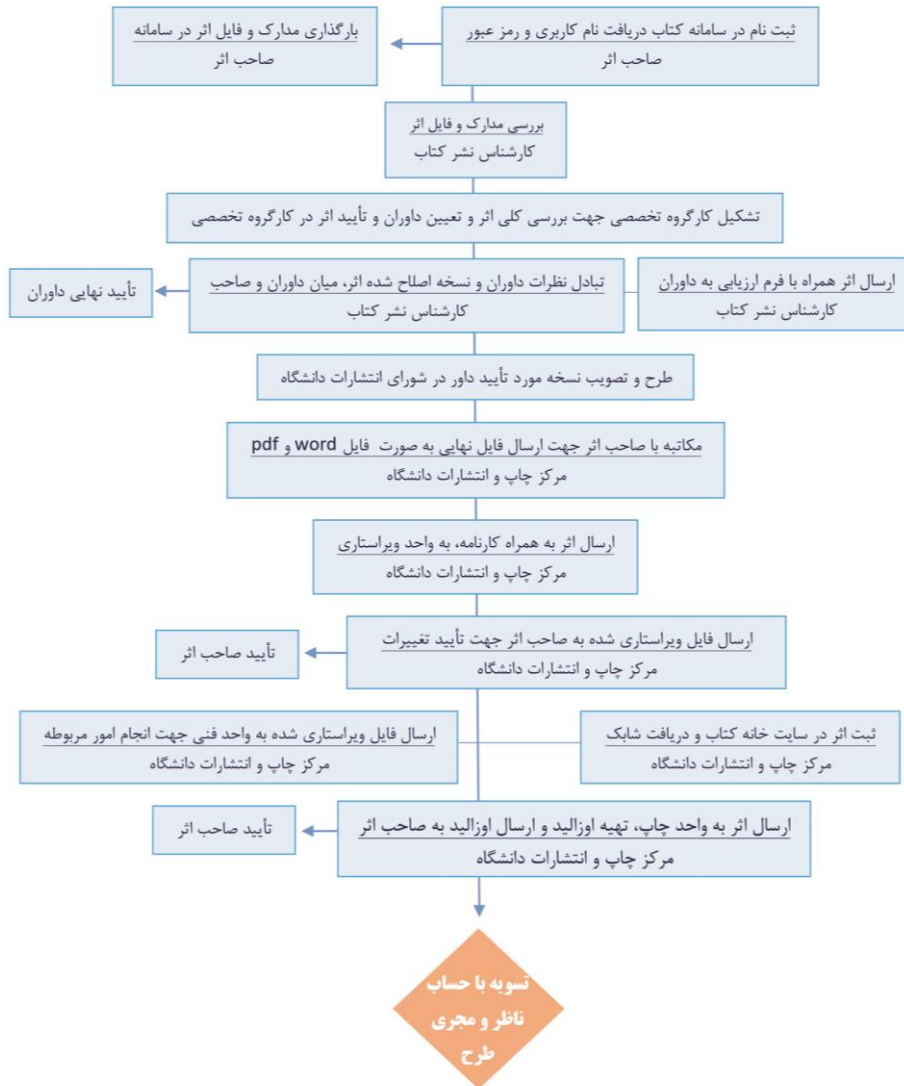 ثبت نام در سامانه کتاب دریافت نام کاربری و رمز عبور
صاحب اثر
بارگذاری مدارک و فایل اثر در سامانه
صاحب اثر
بررسی مدارک و فایل اثر
کارشناس نشر کتاب
تشکیل کارگروه تخصصی جهت بررسی کلی اثر و تعیین داوران و تأیید اثر در کارگروه تخصصی
ارسال اثر همراه با فرم ارزیابی به داوران
کارشناس نشر کتاب
تبادل نظرات داوران و نسخه اصلاح شده اثر، میان داوران و صاحب
کارشناس نشر کتاب
تأیید نهایی داوران
طرح و تصویب نسخه مورد تأیید داور در شورای انتشارات دانشگاه
مکاتبه با صاحب اثر جهت ارسال فایل نهایی به صورت فایل word و pdf
مرکز چاپ و انتشارات دانشگاه
ارسال اثر به همراه کارنامه، به واحد ویراستاری
مرکز چاپ و انتشارات دانشگاه
ارسال فایل ویراستاری شده به صاحب اثر جهت تأیید تغییرات
مرکز چاپ و انتشارات دانشگاه
تأیید صاحب اثر
ثبت اثر در سایت خانه کتاب و دریافت شابک
مرکز چاپ و انتشارات دانشگاه
ارسال فایل ویراستاری شده به واحد فنی جهت انجام امور مربوطه
مرکز چاپ و انتشارات دانشگاه
ارسال اثر به واحد چاپ، تهیه اوزالید و ارسال اوزالید به صاحب اثر
مرکز چاپ و انتشارات دانشگاه
تأیید صاحب اثر
تسویه با حساب
ناظر و مجری
طرح